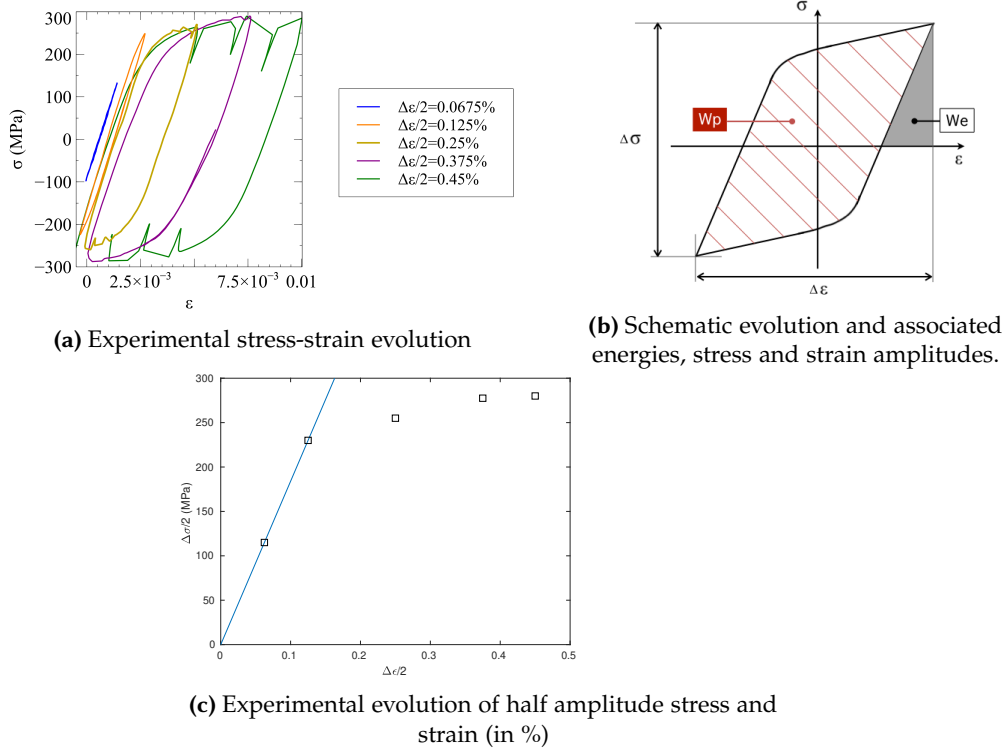 300
200
100
0
−100
−200
−300
σ (MPa)
0
2.5×10⁻³
7.5×10⁻³
0.01
ε
Δε/2=0.0675%
Δε/2=0.125%
Δε/2=0.25%
Δε/2=0.375%
Δε/2=0.45%
(a) Experimental stress-strain evolution
σ
Wp
We
Δσ
ε
Δε
(b) Schematic evolution and associated
energies, stress and strain amplitudes.
300
250
200
150
100
50
0
Δσ/2 (MPa)
0
0.1
0.2
0.3
0.4
0.5
Δϵ/2
(c) Experimental evolution of half amplitude stress and
strain (in %)